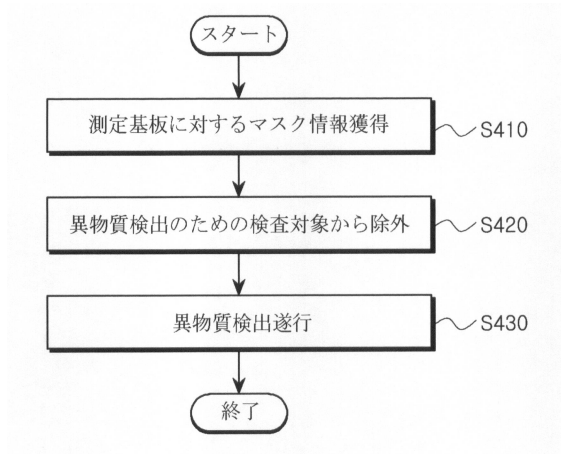 スタート
測定基板に対するマスク情報獲得
S410
異物質検出のための検査対象から除外
S420
異物質検出遂行
S430
終了